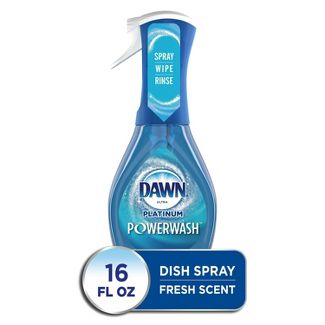 SPRAY
WIPE
RINSE
DAWN
ULTRA
PLATINUM
POWERWASH
16
FL OZ
DISH SPRAY
FRESH SCENT